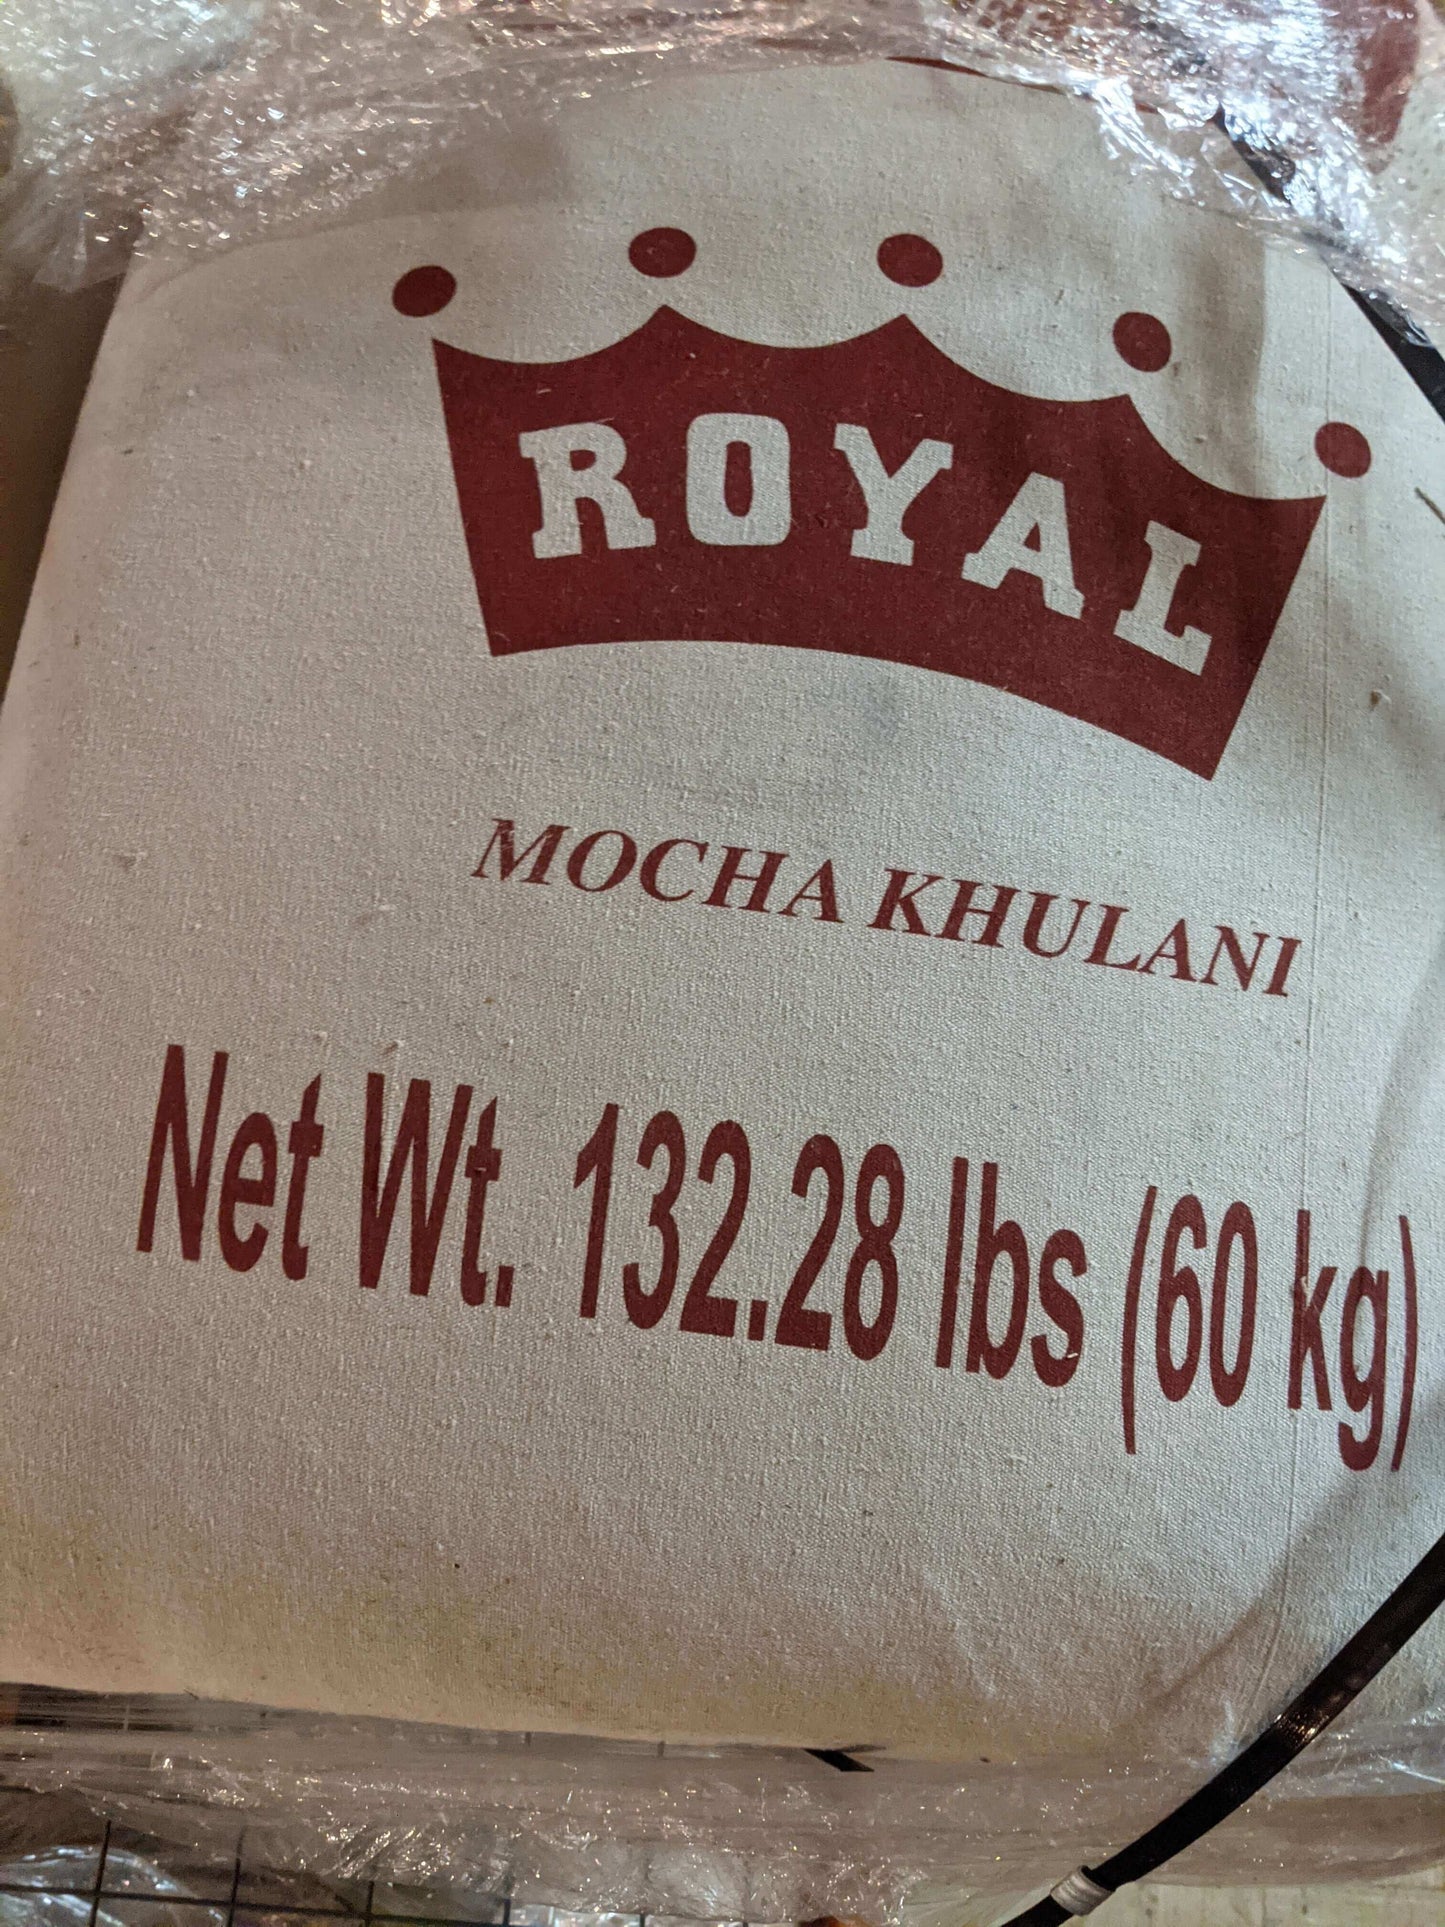 ROYAL
MOCHA KHULANI
Net Wt. 132.28 lbs (60 kg)